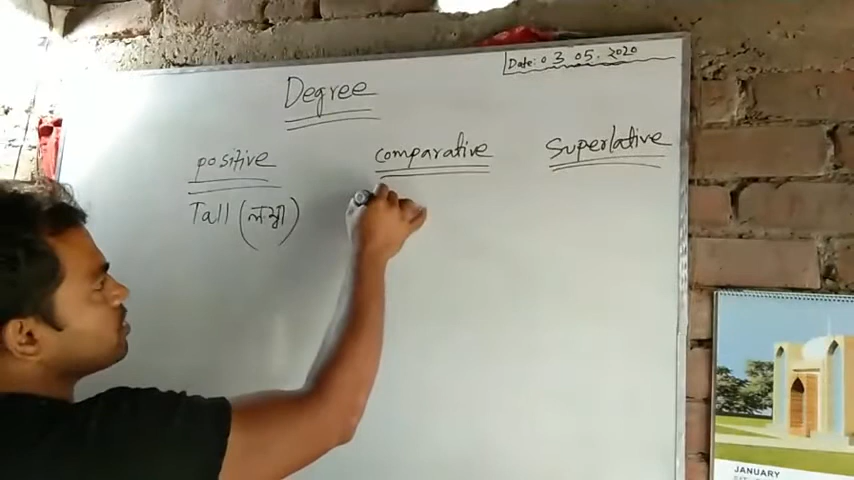 Date: 03.05.2020
Degree
positive comparative Superlative
Tall (লম্বা)
JANUARY